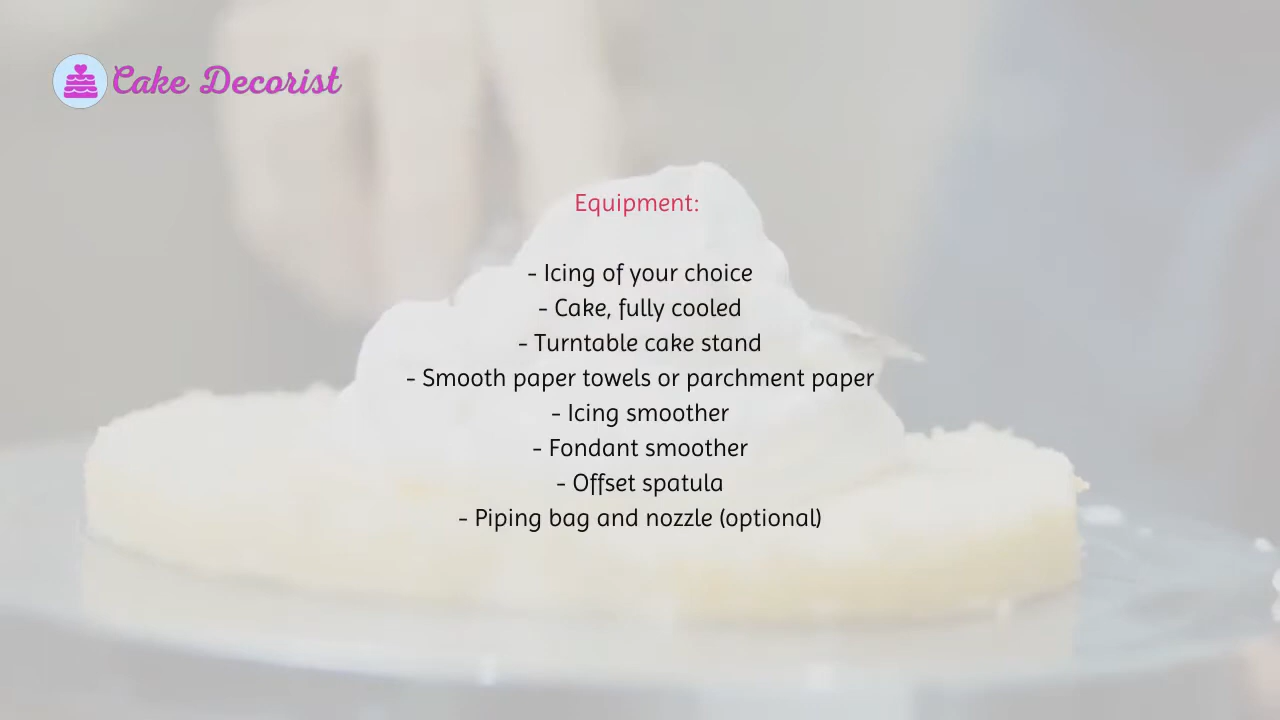 Cake Decorist
Equipment:
- Icing of your choice
- Cake, fully cooled
- Turntable cake stand
- Smooth paper towels or parchment paper
- Icing smoother
- Fondant smoother
- Offset spatula
- Piping bag and nozzle (optional)